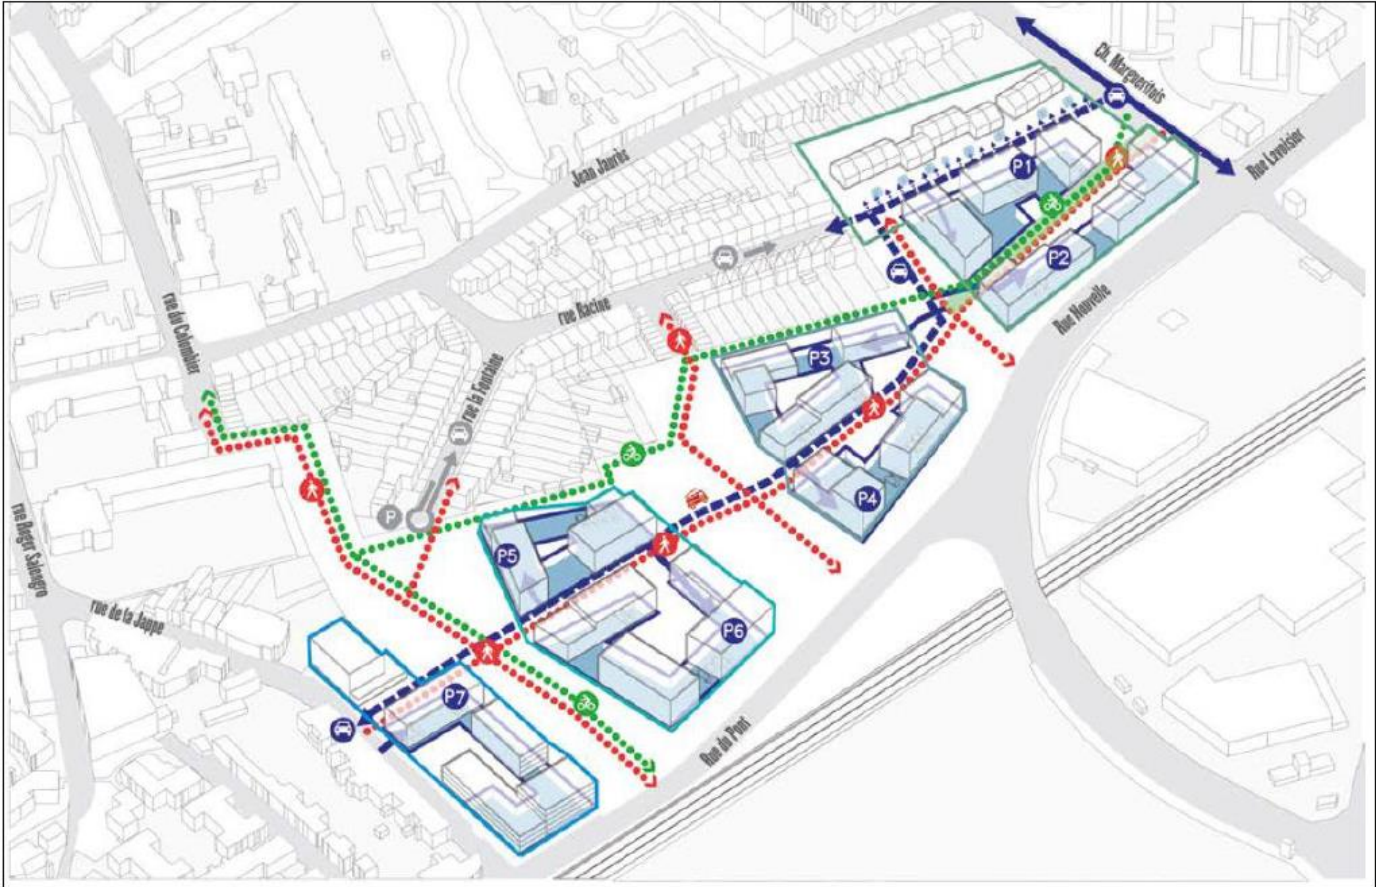 Ch. Margueritois
Rue Lavoisier
Jean Jaurès
P1
P2
Rue Nouvelle
rue du Colombier
rue Racine
P3
rue la Fontaine
P4
P
P5
rue Roger Salengro
rue de la Jappe
P6
P7
Rue du Pont